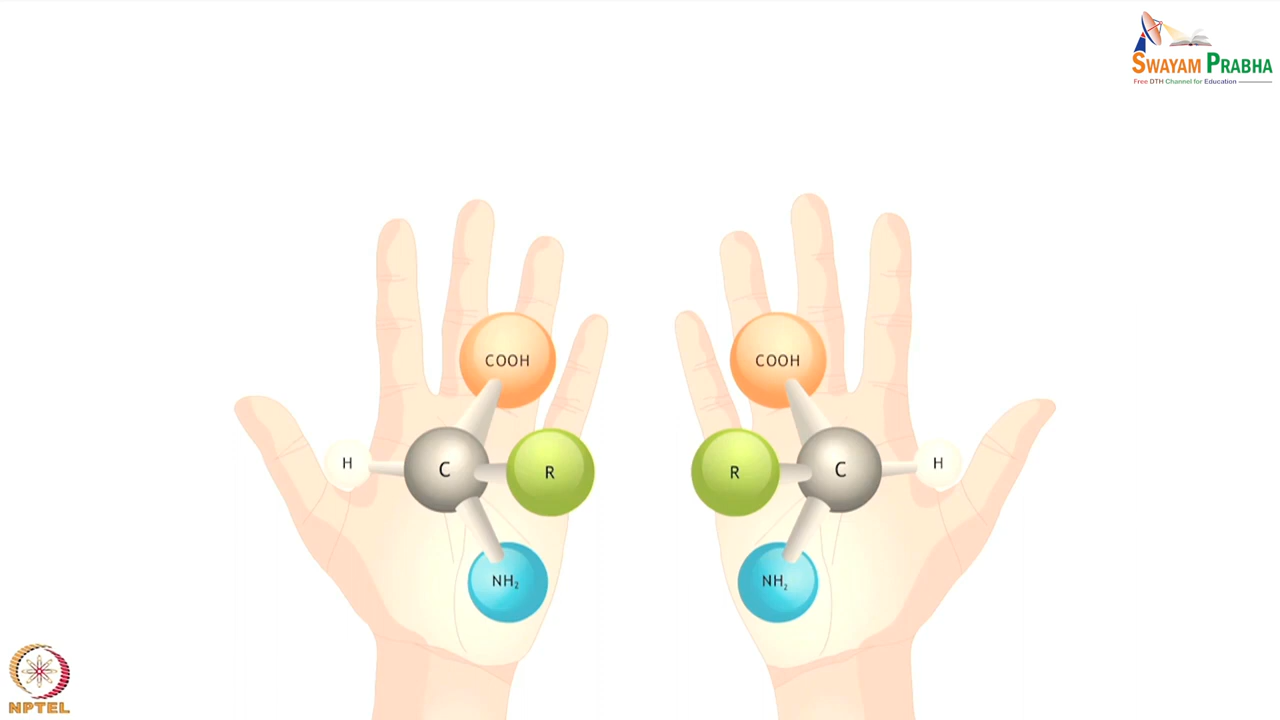 SWAYAM PRABHA
Free DTH Channel for Education
COOH
COOH
H
C
R
R
C
H
NH₂
NH₂
NPTEL